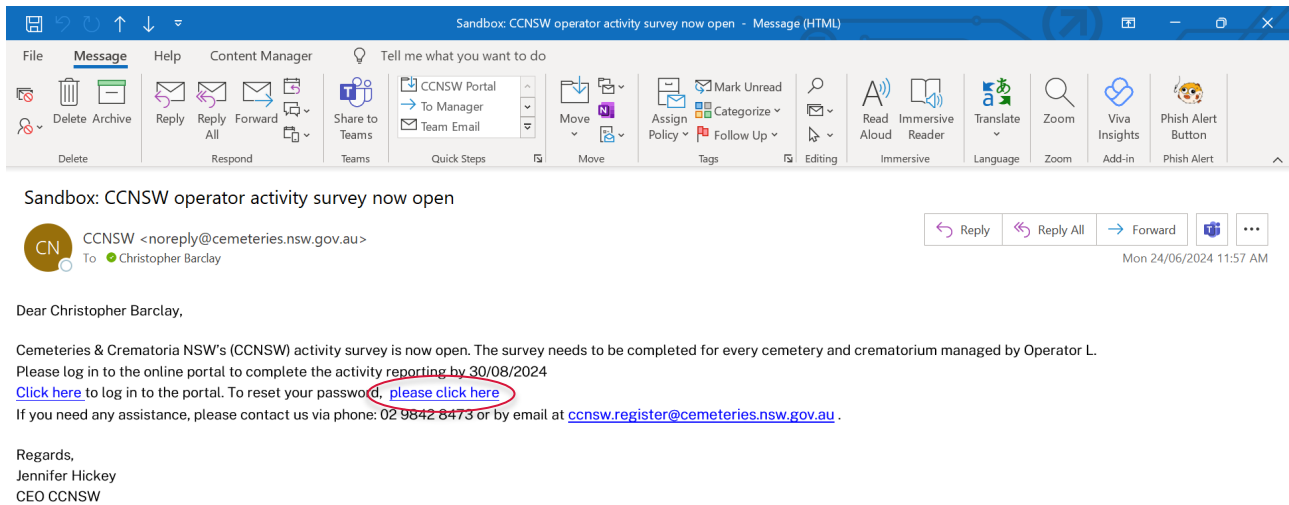 Sandbox: CCNSW operator activity survey now open - Message (HTML)
File Message Help Content Manager Tell me what you want to do
Delete Archive
Reply Reply All Forward
Share to Teams
CCNSW Portal
To Manager
Team Email
Move
Assign Policy
Mark Unread
Categorize
Follow Up
Read Aloud
Immersive Reader
Translate
Zoom
Viva Insights
Phish Alert Button
Delete Respond Teams Quick Steps Move Tags Editing Immersive Language Zoom Add-in Phish Alert
Sandbox: CCNSW operator activity survey now open
CN
CCNSW <noreply@cemeteries.nsw.gov.au>
To Christopher Barclay
Reply Reply All Forward
Mon 24/06/2024 11:57 AM
Dear Christopher Barclay,
Cemeteries & Crematoria NSW's (CCNSW) activity survey is now open. The survey needs to be completed for every cemetery and crematorium managed by Operator L.
Please log in to the online portal to complete the activity reporting by 30/08/2024
Click here to log in to the portal. To reset your password, please click here
If you need any assistance, please contact us via phone: 02 9842 8473 or by email at ccnsw.register@cemeteries.nsw.gov.au .
Regards,
Jennifer Hickey
CEO CCNSW